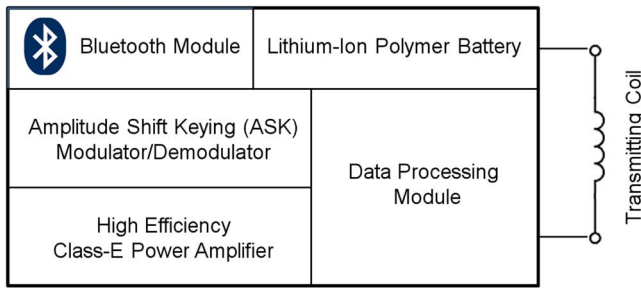 Bluetooth Module
Lithium-Ion Polymer Battery
Amplitude Shift Keying (ASK)
Modulator/Demodulator
Data Processing
Module
High Efficiency
Class-E Power Amplifier
Transmitting Coil